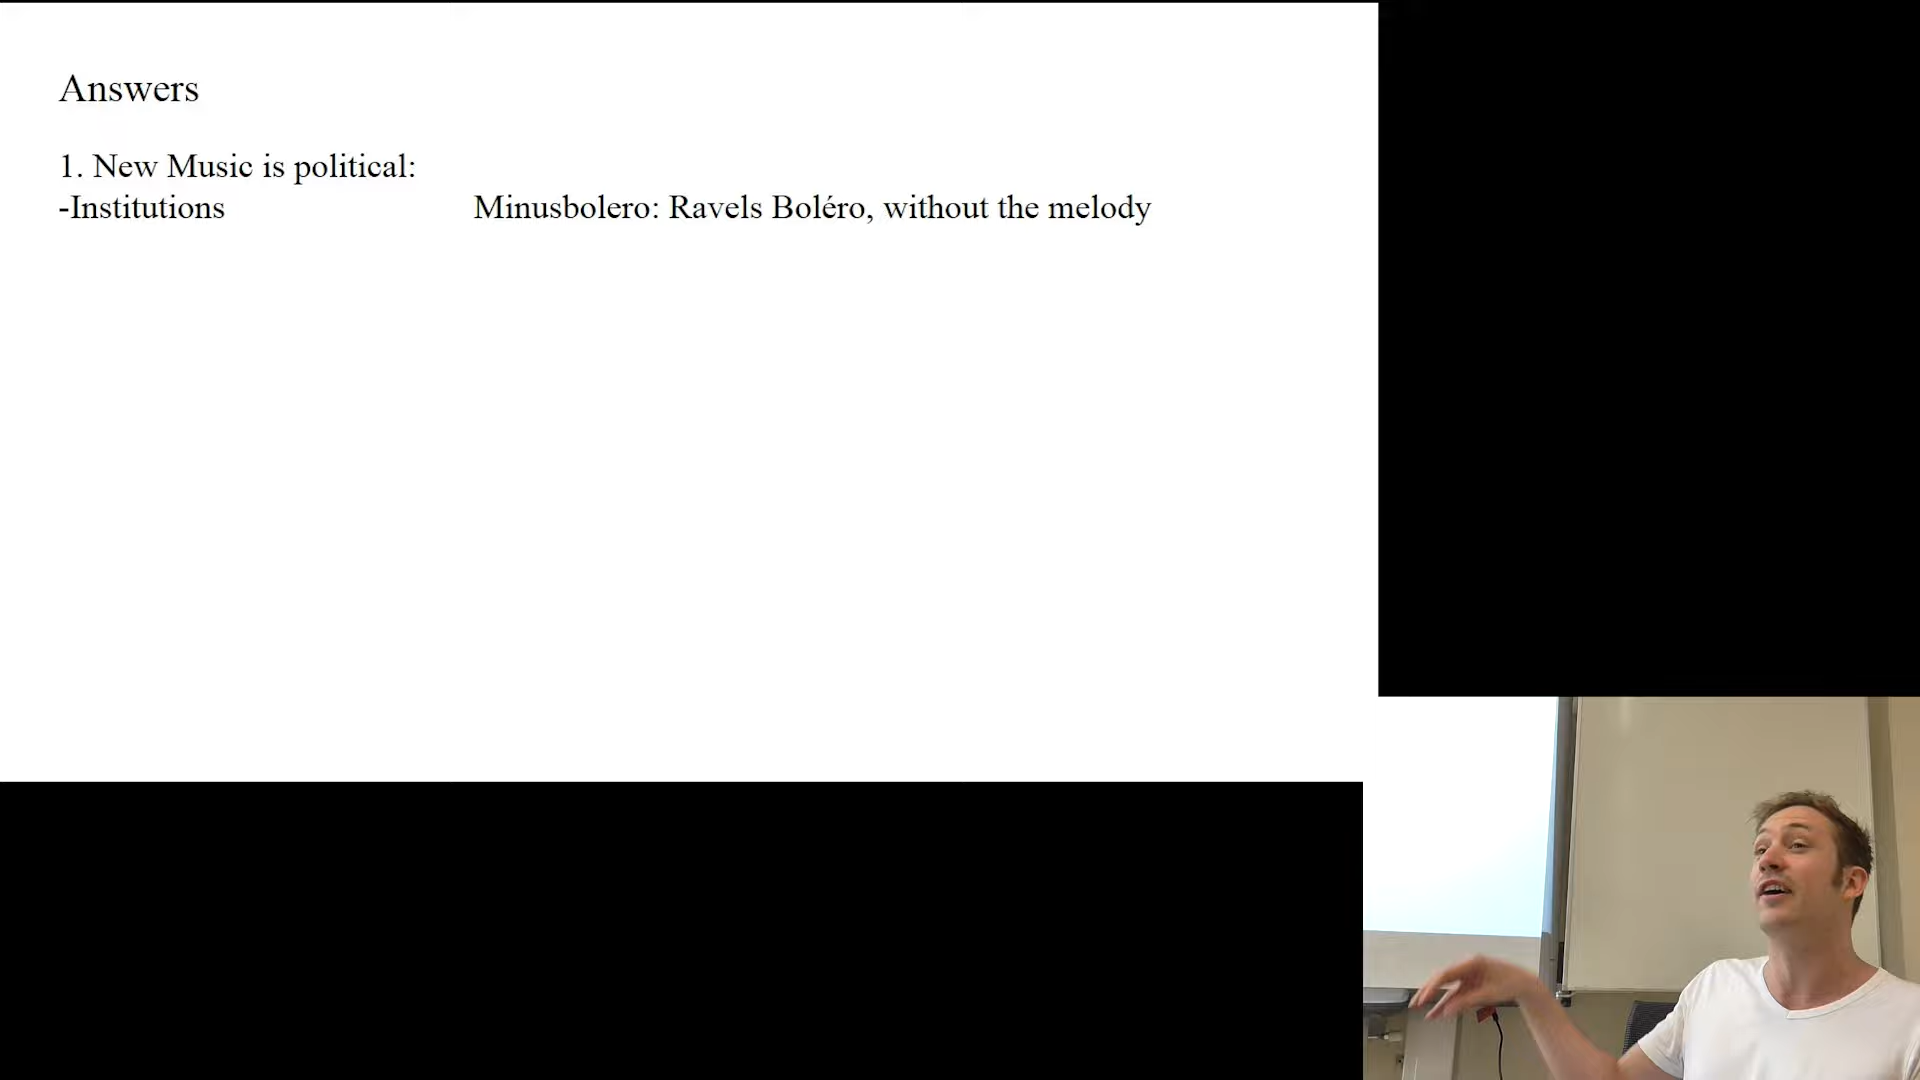 Answers
1. New Music is political:
-Institutions Minusbolero: Ravels Boléro, without the melody